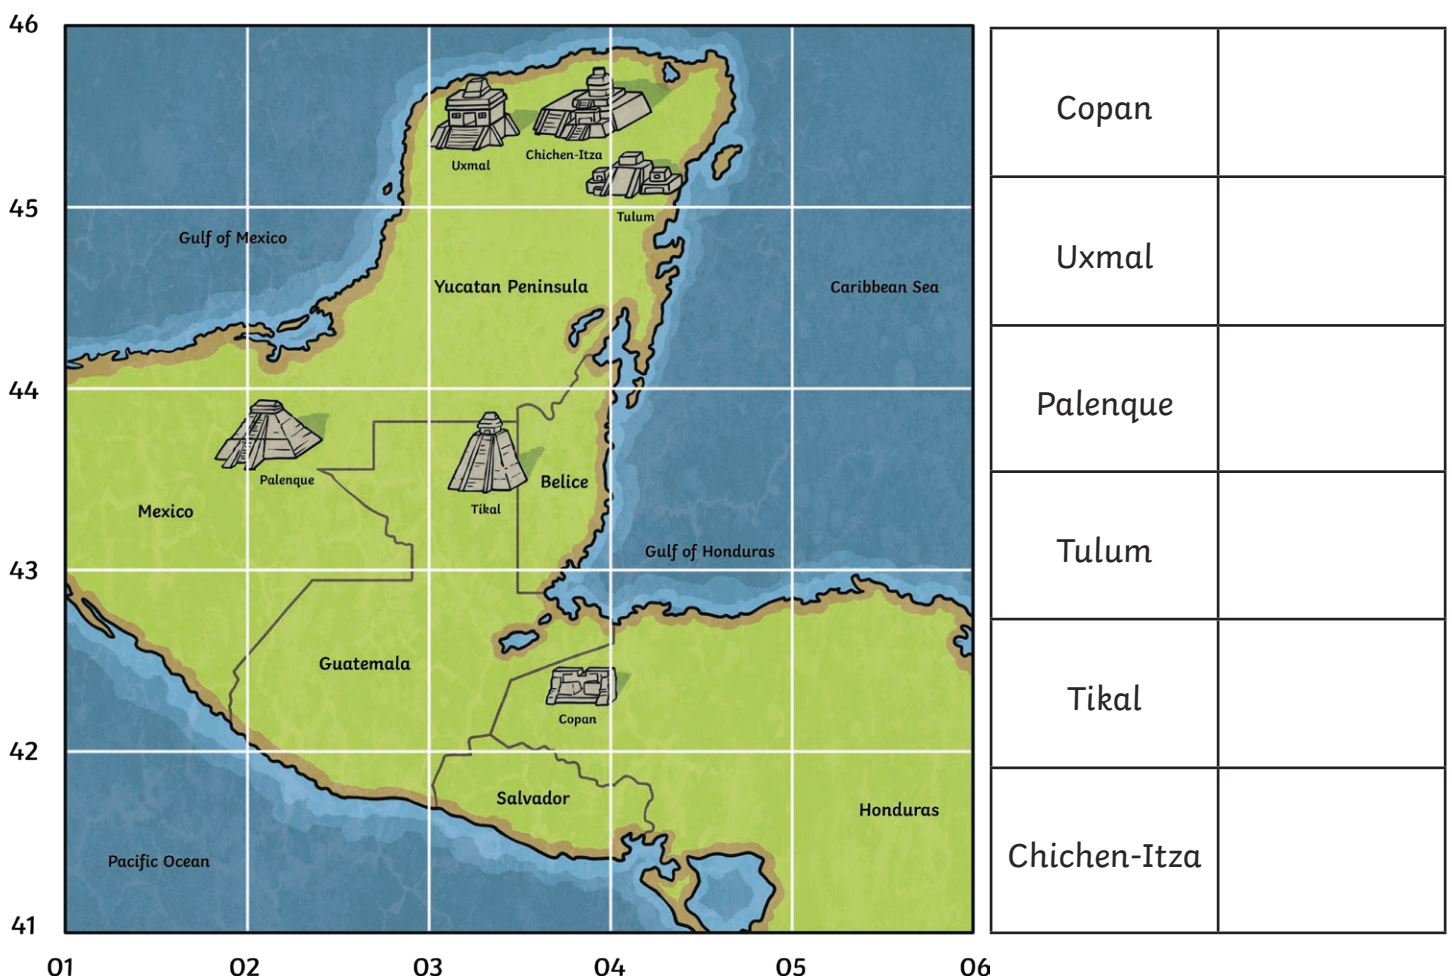 46
45
44
43
42
41
01 02 03 04 05 06
Uxmal
Chichen-Itza
Tulum
Gulf of Mexico
Yucatan Peninsula
Caribbean Sea
Palenque
Tikal
Belice
Mexico
Gulf of Honduras
Guatemala
Copan
Salvador
Honduras
Pacific Ocean
Copan
Uxmal
Palenque
Tulum
Tikal
Chichen-Itza